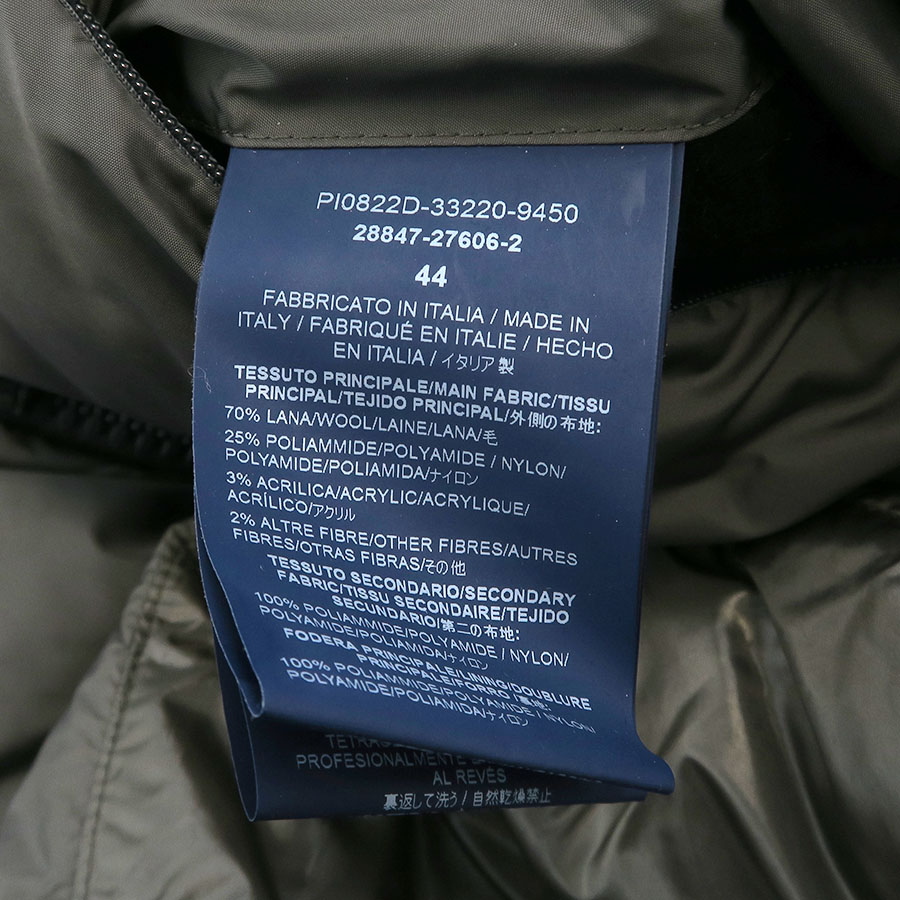 PI0822D-33220-9450
28847-27606-2
44
FABBRICATO IN ITALIA / MADE IN
ITALY / FABRIQUÉ EN ITALIE / HECHO
EN ITALIA / イタリア製
TESSUTO PRINCIPALE/MAIN FABRIC/TISSU
PRINCIPAL/TEJIDO PRINCIPAL/外側の布地:
70% LANA/WOOL/LAINE/LANA/毛
25% POLIAMMIDE/POLYAMIDE / NYLON/
POLYAMIDE/POLIAMIDA/ナイロン
3% ACRILICA/ACRYLIC/ACRYLIQUE/
ACRÍLICO/アクリル
2% ALTRE FIBRE/OTHER FIBRES/AUTRES
FIBRES/OTRAS FIBRAS/その他
TESSUTO SECONDARIO/SECONDARY
FABRIC/TISSU SECONDAIRE/TEJIDO
SECUNDARIO/第二の布地:
100% POLIAMMIDE/POLYAMIDE / NYLON/
POLYAMIDE/POLIAMIDA/ナイロン
FODERA PRINCIPALE/LINING/DOUBLURE
PRINCIPALE/FORRO/裏地:
100% POLIAMMIDE/POLYAMIDE / NYLON/
POLYAMIDE/POLIAMIDA/ナイロン
PROFESIONALMENTE
AL REVÉS
裏返して洗う / 自然乾燥禁止